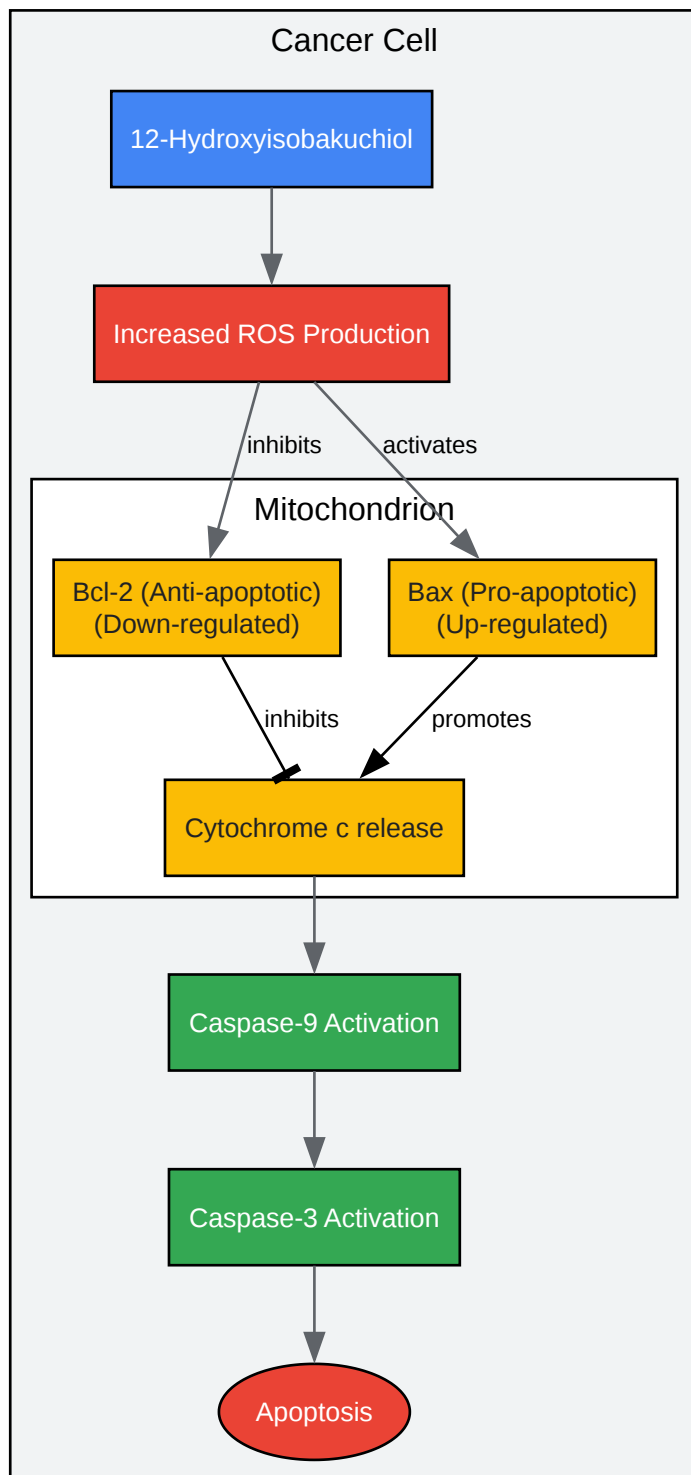 Cancer Cell
12-Hydroxyisobakuchiol
Increased ROS Production
inhibits
activates
Mitochondrion
Bcl-2 (Anti-apoptotic)
(Down-regulated)
Bax (Pro-apoptotic)
(Up-regulated)
inhibits
promotes
Cytochrome c release
Caspase-9 Activation
Caspase-3 Activation
Apoptosis